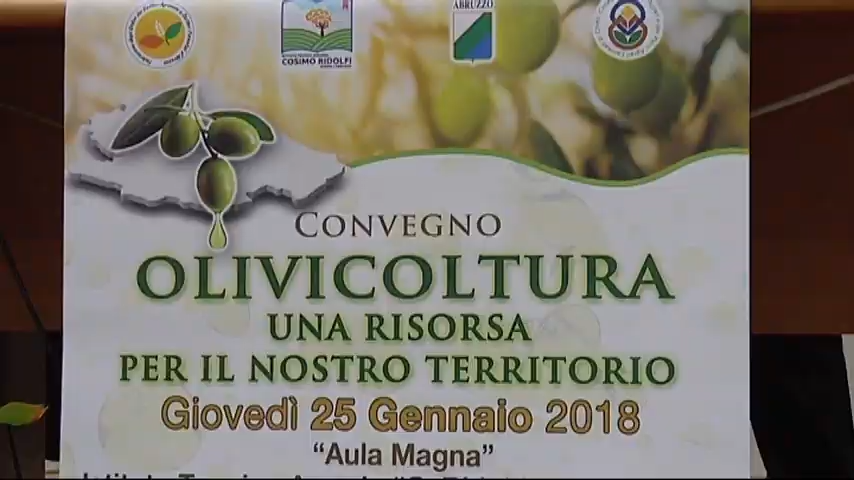 COSIMO RIDOLFI
ABRUZZO
CONVEGNO
OLIVICOLTURA
UNA RISORSA
PER IL NOSTRO TERRITORIO
Giovedì 25 Gennaio 2018
“Aula Magna”